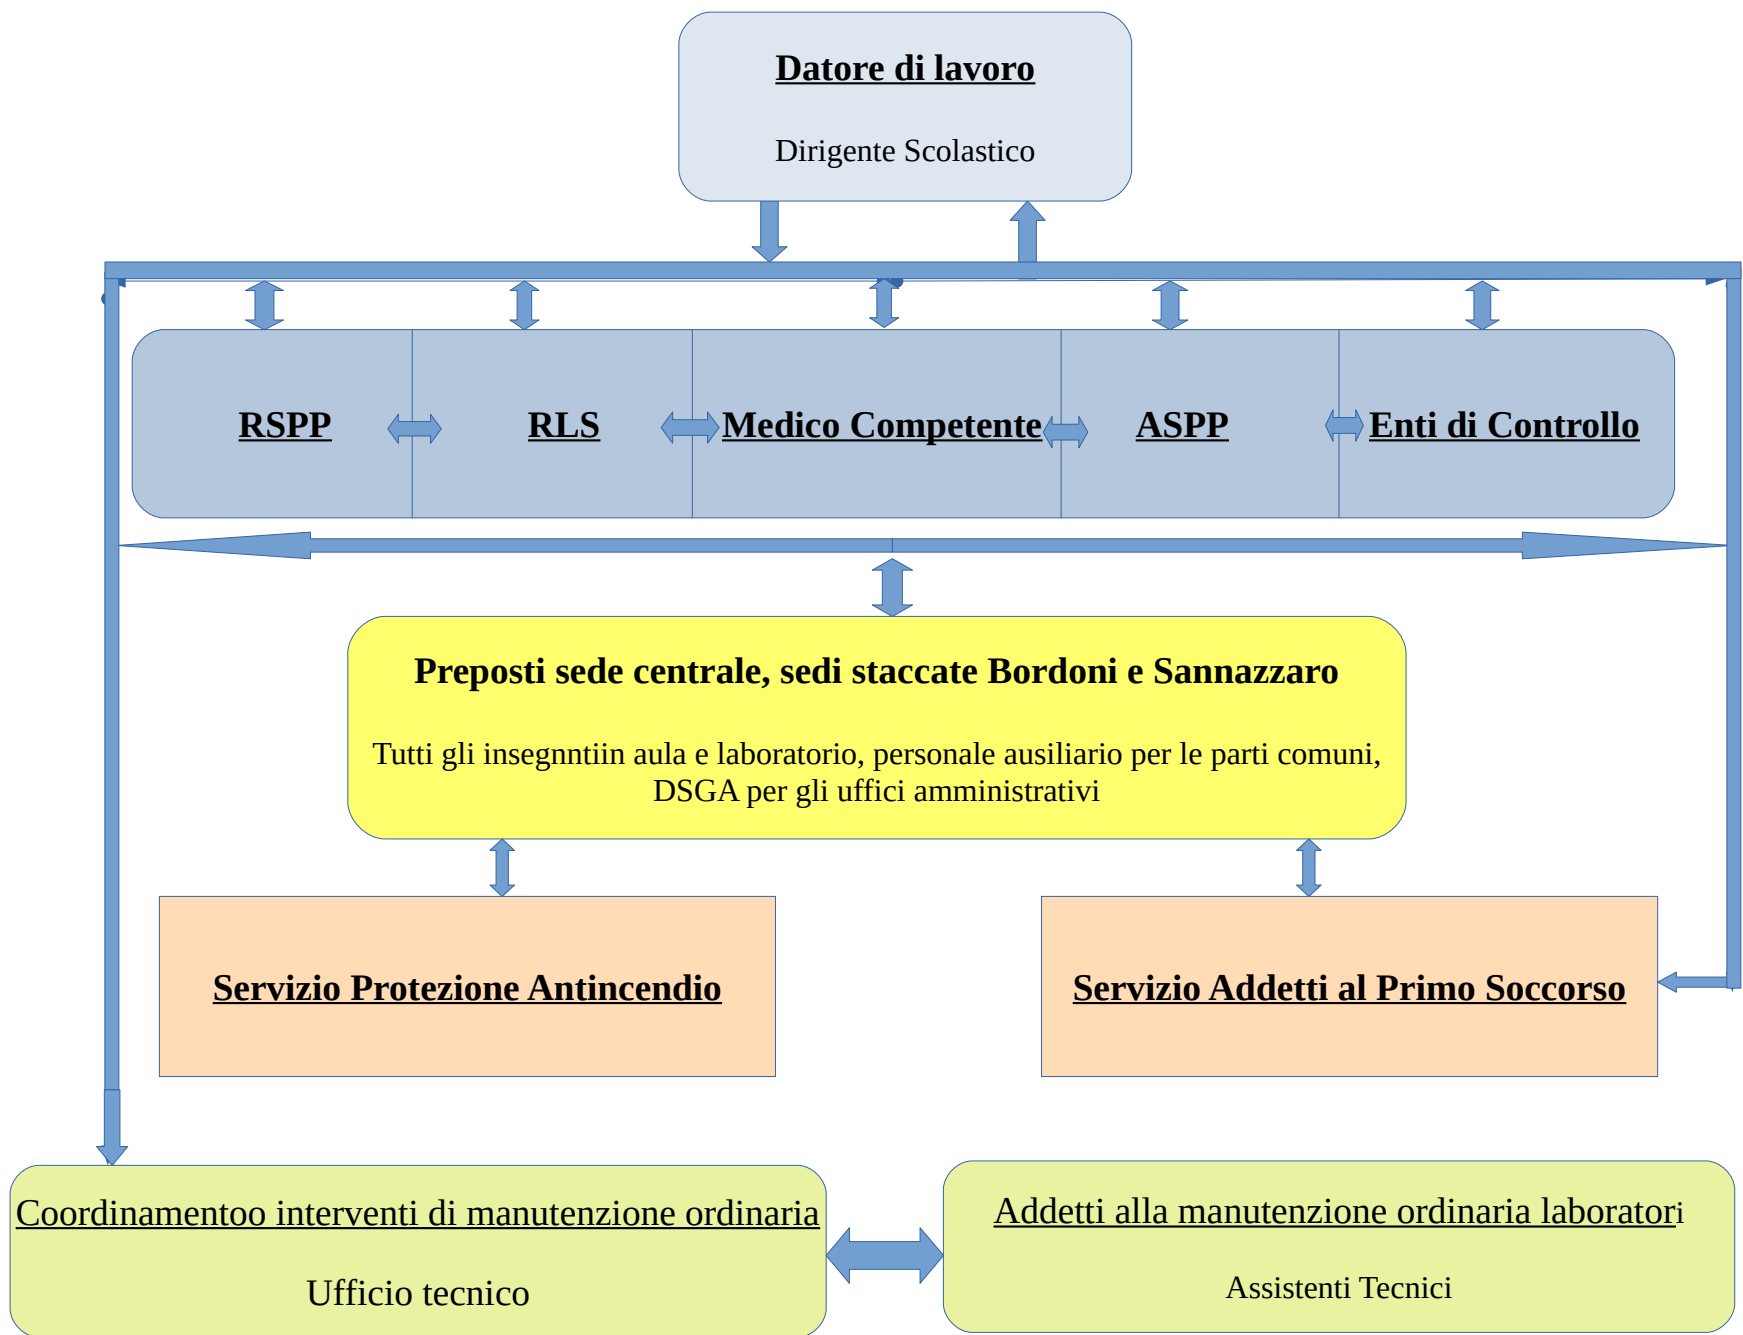 Datore di lavoro
Dirigente Scolastico
RSPP
RLS
Medico Competente
ASPP
Enti di Controllo
Preposti sede centrale, sedi staccate Bordoni e Sannazzaro
Tutti gli insegnntiin aula e laboratorio, personale ausiliario per le parti comuni,
DSGA per gli uffici amministrativi
Servizio Protezione Antincendio
Servizio Addetti al Primo Soccorso
Coordinamentoo interventi di manutenzione ordinaria
Ufficio tecnico
Addetti alla manutenzione ordinaria laboratori
Assistenti Tecnici